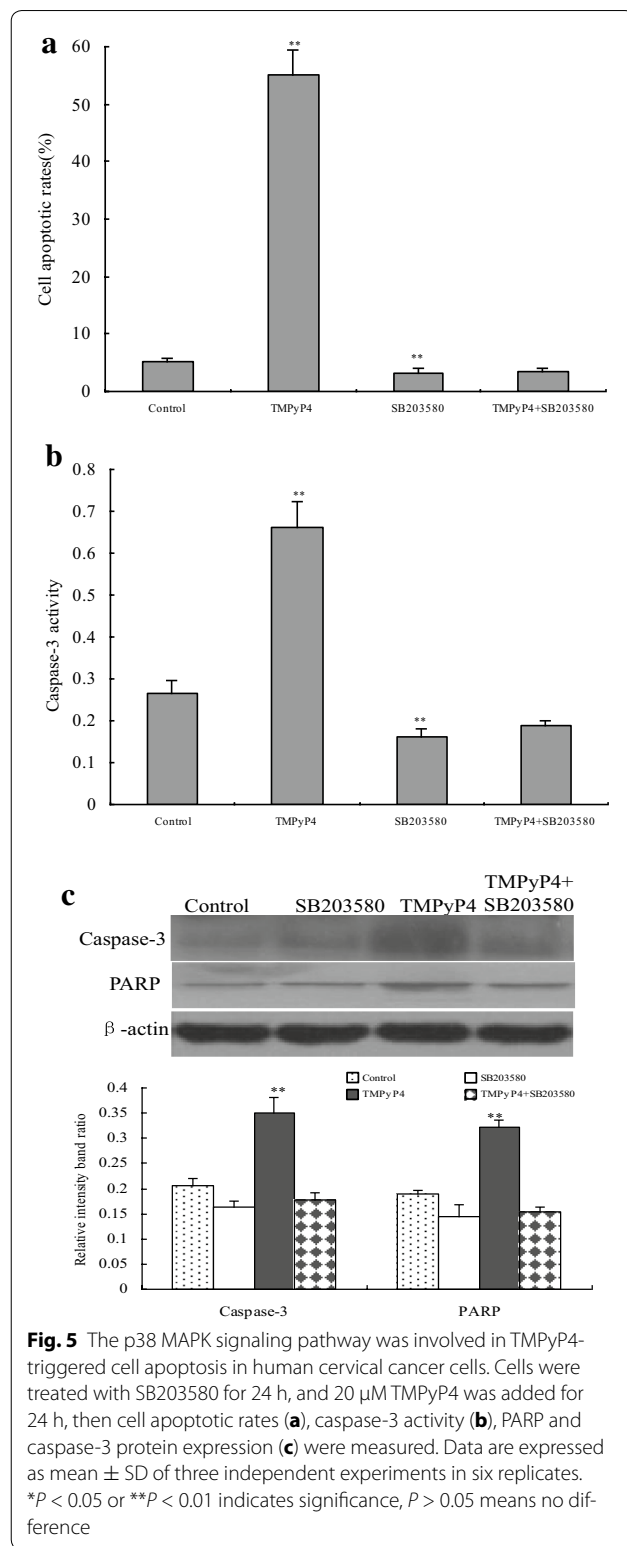 a
**
60
50
40
30
20
10
0
Cell apoptotic rates(%)
**
Control TMPyP4 SB203580 TMPyP4+SB203580
b
0.8
0.7
0.6
0.5
0.4
0.3
0.2
0.1
0
Caspase-3 activity
**
**
Control TMPyP4 SB203580 TMPyP4+SB203580
c
Control SB203580 TMPyP4 TMPyP4+
SB203580
Caspase-3
PARP
β-actin
Control SB203580
TMPyP4 TMPyP4+SB203580
0.4
0.35
0.3
0.25
0.2
0.15
0.1
0.05
0
Relative intensity band ratio
**
**
Caspase-3 PARP
Fig. 5 The p38 MAPK signaling pathway was involved in TMPyP4-
triggered cell apoptosis in human cervical cancer cells. Cells were
treated with SB203580 for 24 h, and 20 μM TMPyP4 was added for
24 h, then cell apoptotic rates (a), caspase-3 activity (b), PARP and
caspase-3 protein expression (c) were measured. Data are expressed
as mean ± SD of three independent experiments in six replicates.
*P < 0.05 or **P < 0.01 indicates significance, P > 0.05 means no dif-
ference